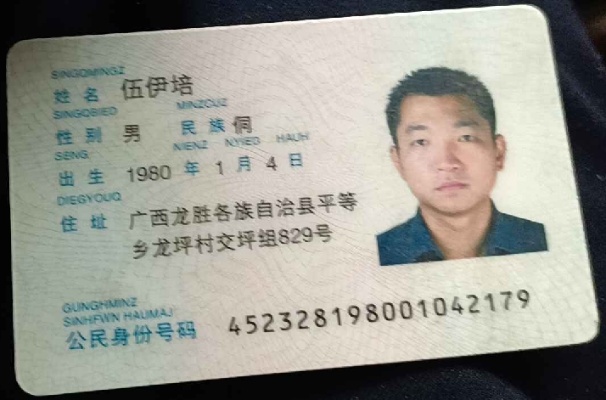 SINGQMINGZ
姓名 伍伊培
SINGQBIED MINZCUZ
性别 男 民族 侗
SENG NIENZ NYIED HAUH
出生 1980 年 1 月 4 日
DIEGYOUQ
住址 广西龙胜各族自治县平等
乡龙坪村交坪组829号
GUNGHMINZ
SINHFWN HAUMAJ
公民身份号码 452328198001042179